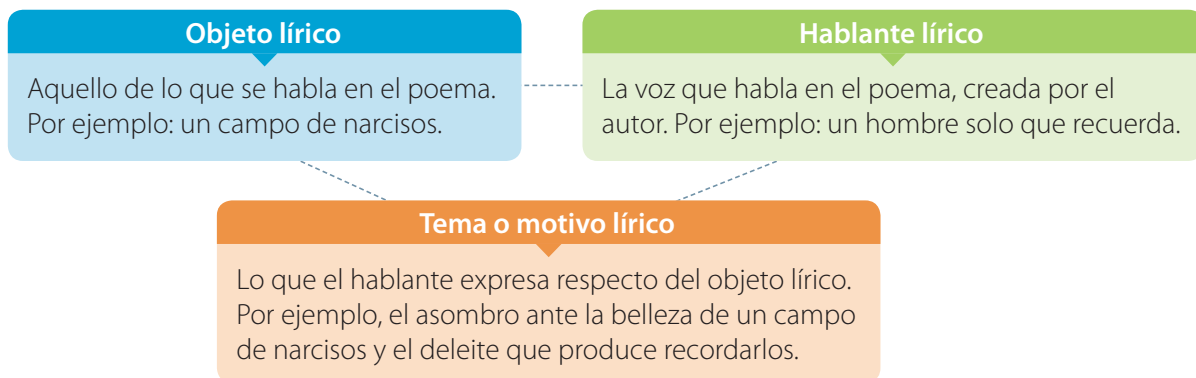 Objeto lírico
Aquello de lo que se habla en el poema.
Por ejemplo: un campo de narcisos.
Hablante lírico
La voz que habla en el poema, creada por el
autor. Por ejemplo: un hombre solo que recuerda.
Tema o motivo lírico
Lo que el hablante expresa respecto del objeto lírico.
Por ejemplo, el asombro ante la belleza de un campo
de narcisos y el deleite que produce recordarlos.